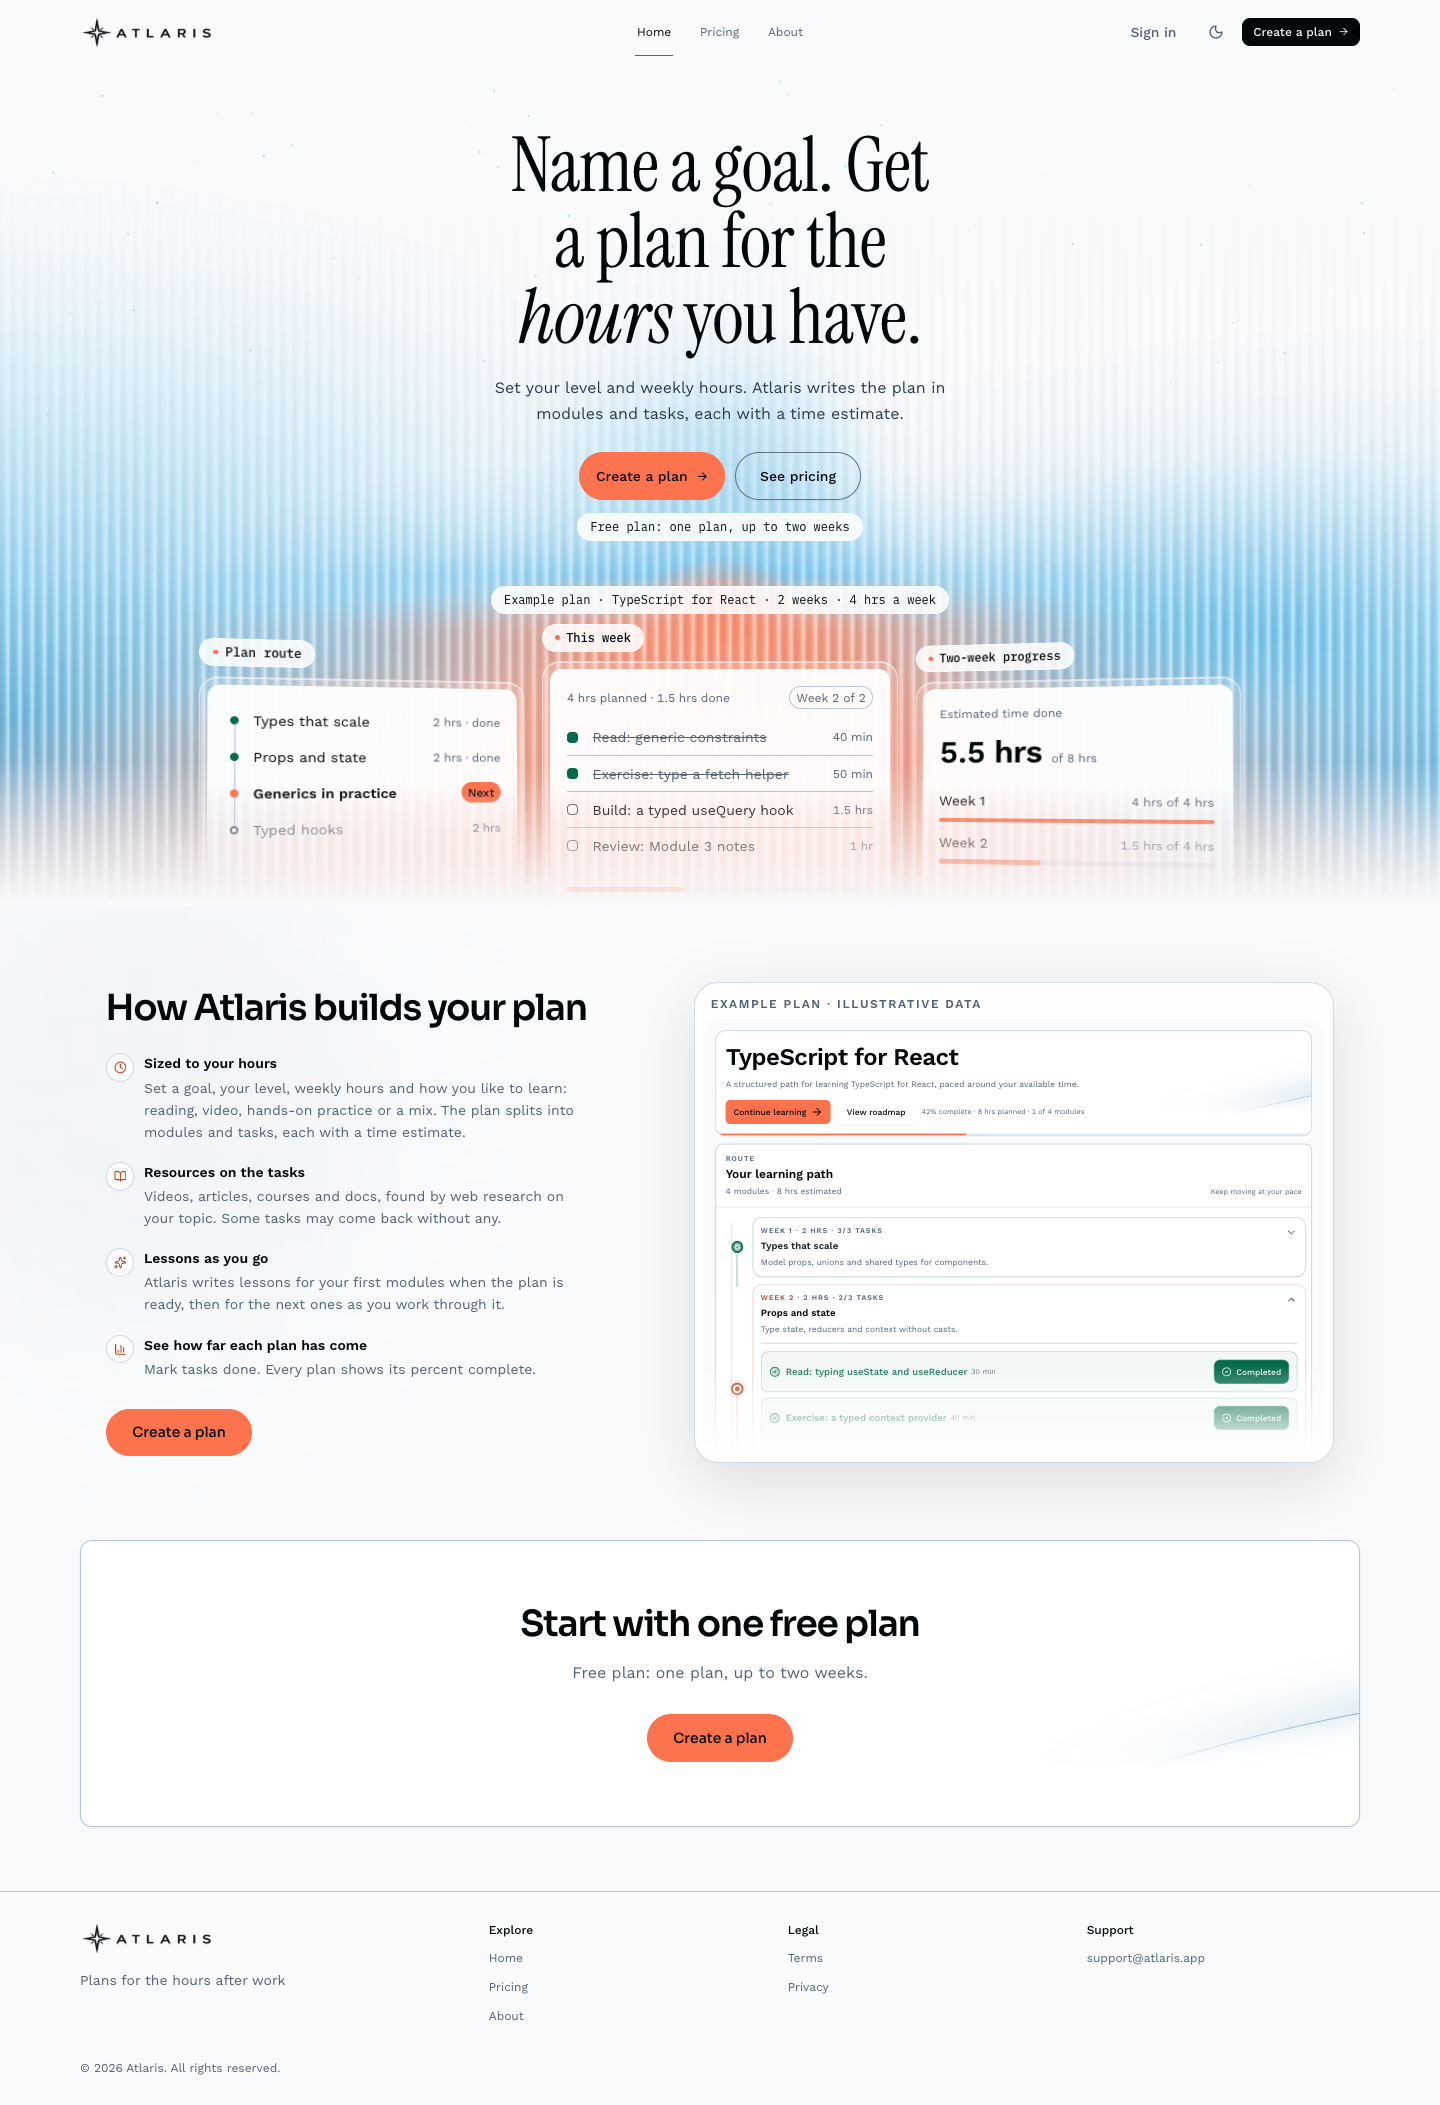 ATLARIS
Home Pricing About
Sign in
Create a plan →
Name a goal. Get
a plan for the
hours you have.
Set your level and weekly hours. Atlaris writes the plan in
modules and tasks, each with a time estimate.
Create a plan →
See pricing
Free plan: one plan, up to two weeks
Example plan · TypeScript for React · 2 weeks · 4 hrs a week
Plan route
Types that scale 2 hrs · done
Props and state 2 hrs · done
Generics in practice Next
Typed hooks 2 hrs
This week
4 hrs planned · 1.5 hrs done Week 2 of 2
Read: generic constraints 40 min
Exercise: type a fetch helper 50 min
Build: a typed useQuery hook 1.5 hrs
Review: Module 3 notes 1 hr
Two-week progress
Estimated time done
5.5 hrs of 8 hrs
Week 1 4 hrs of 4 hrs
Week 2 1.5 hrs of 4 hrs
How Atlaris builds your plan
Sized to your hours
Set a goal, your level, weekly hours and how you like to learn:
reading, video, hands-on practice or a mix. The plan splits into
modules and tasks, each with a time estimate.
Resources on the tasks
Videos, articles, courses and docs, found by web research on
your topic. Some tasks may come back without any.
Lessons as you go
Atlaris writes lessons for your first modules when the plan is
ready, then for the next ones as you work through it.
See how far each plan has come
Mark tasks done. Every plan shows its percent complete.
Create a plan
EXAMPLE PLAN · ILLUSTRATIVE DATA
TypeScript for React
A structured path for learning TypeScript for React, paced around your available time.
Continue learning → View roadmap 42% complete · 8 hrs planned · 1 of 4 modules
ROUTE
Your learning path
4 modules · 8 hrs estimated Keep moving at your pace
WEEK 1 · 2 HRS · 3/3 TASKS
Types that scale
Model props, unions and shared types for components.
WEEK 2 · 2 HRS · 2/3 TASKS
Props and state
Type state, reducers and context without casts.
Read: typing useState and useReducer 30 min Completed
Exercise: a typed context provider 40 min Completed
Start with one free plan
Free plan: one plan, up to two weeks.
Create a plan
ATLARIS
Plans for the hours after work
Explore
Home
Pricing
About
Legal
Terms
Privacy
Support
support@atlaris.app
© 2026 Atlaris. All rights reserved.